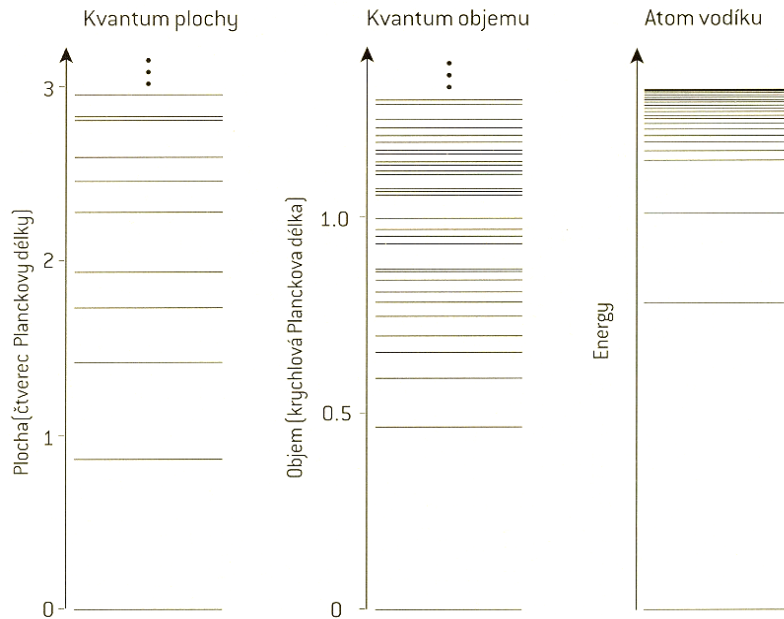 Kvantum plochy
3
2
1
0
Plocha(čtverec Planckovy délky)
Kvantum objemu
1.0
0.5
0
Objem (krychlová Planckova délka)
Atom vodíku
Energy